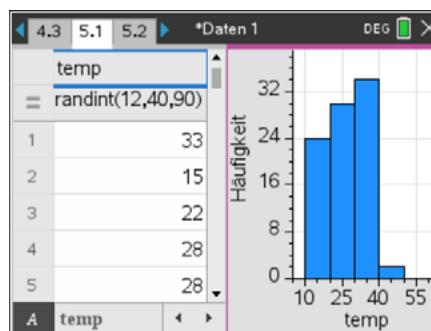 4.3 5.1 5.2 *Daten 1 DEG
temp
= randint(12,40,90)
1 33
2 15
3 22
4 28
5 28
A temp
Häufigkeit
32
24
16
8
0
10 25 40 55
temp